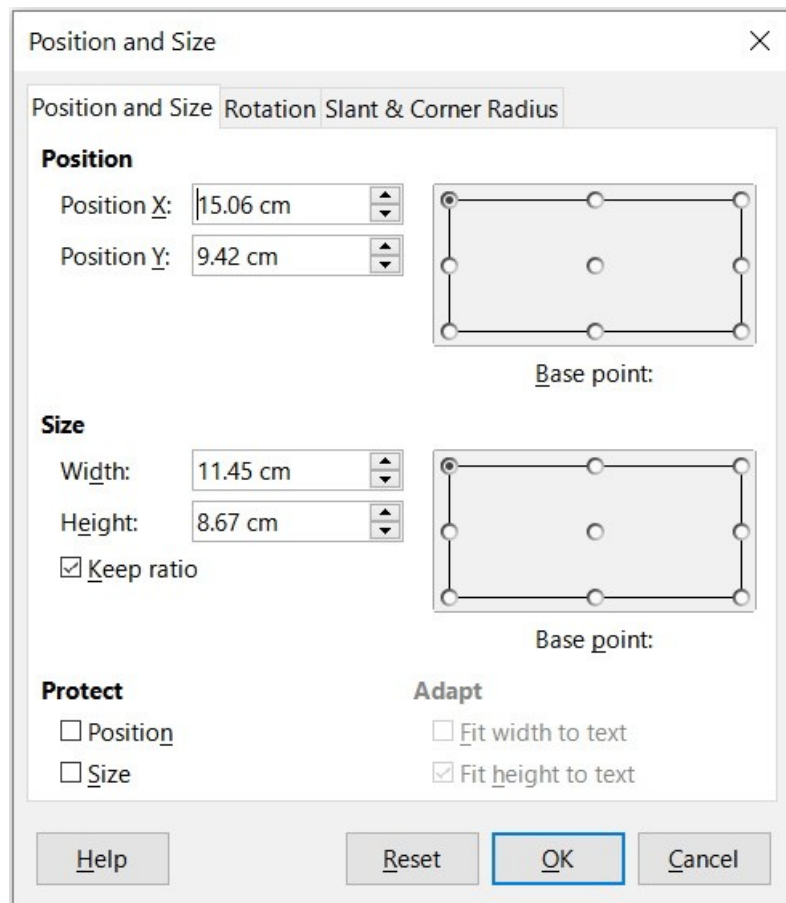 Position and Size
Position and Size Rotation Slant & Corner Radius
Position
Position X: 15.06 cm
Position Y: 9.42 cm
Base point:
Size
Width: 11.45 cm
Height: 8.67 cm
Keep ratio
Base point:
Protect Adapt
Position Fit width to text
Size Fit height to text
Help Reset OK Cancel